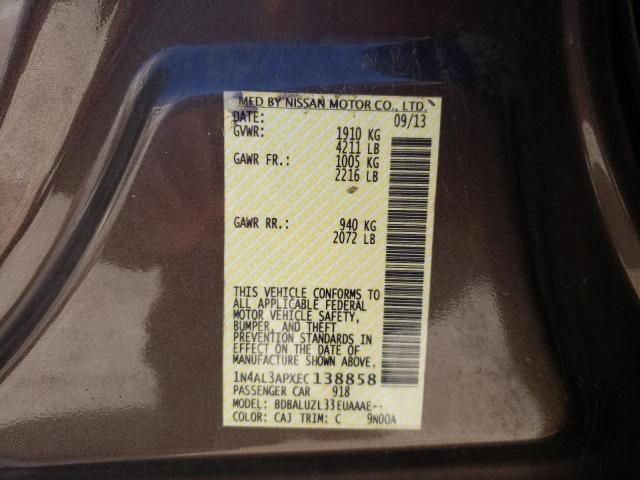 MFD BY NISSAN MOTOR CO., LTD.
DATE: 09/13
GVWR: 1910 KG
4211 LB
GAWR FR.: 1005 KG
2216 LB
GAWR RR.: 940 KG
2072 LB
THIS VEHICLE CONFORMS TO
ALL APPLICABLE FEDERAL
MOTOR VEHICLE SAFETY,
BUMPER, AND THEFT
PREVENTION STANDARDS IN
EFFECT ON THE DATE OF
MANUFACTURE SHOWN ABOVE.
1N4AL3APXEC138858
PASSENGER CAR 918
MODEL: BDBALUZL33EUAAAE--
COLOR: CAJ TRIM: C 9N00A